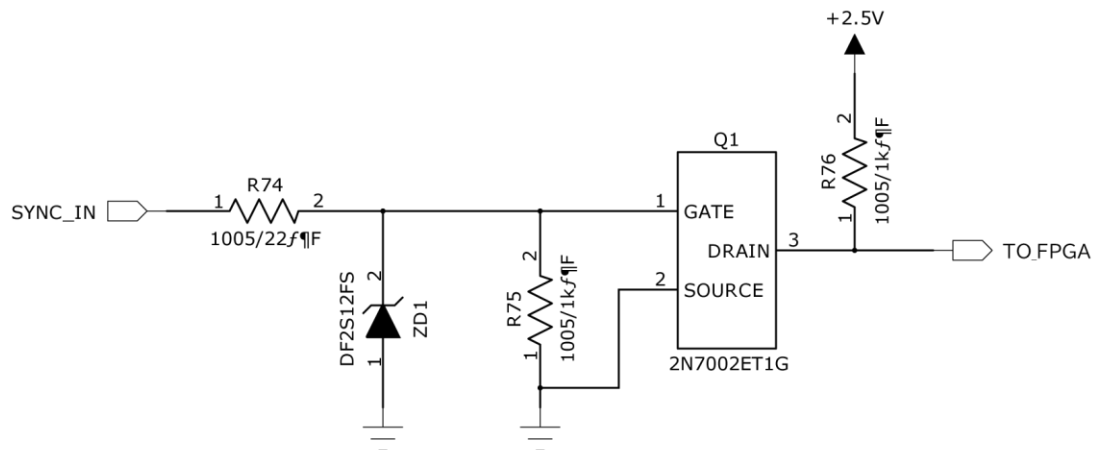 +2.5V
Q1
2
R76
1005/1kƒ¶F
1
R74
SYNC_IN
1
2
1005/22ƒ¶F
1
GATE
DRAIN
3
TO_FPGA
2
SOURCE
2N7002ET1G
DF2S12FS
2
1
ZD1
2
R75
1005/1kƒ¶F
1